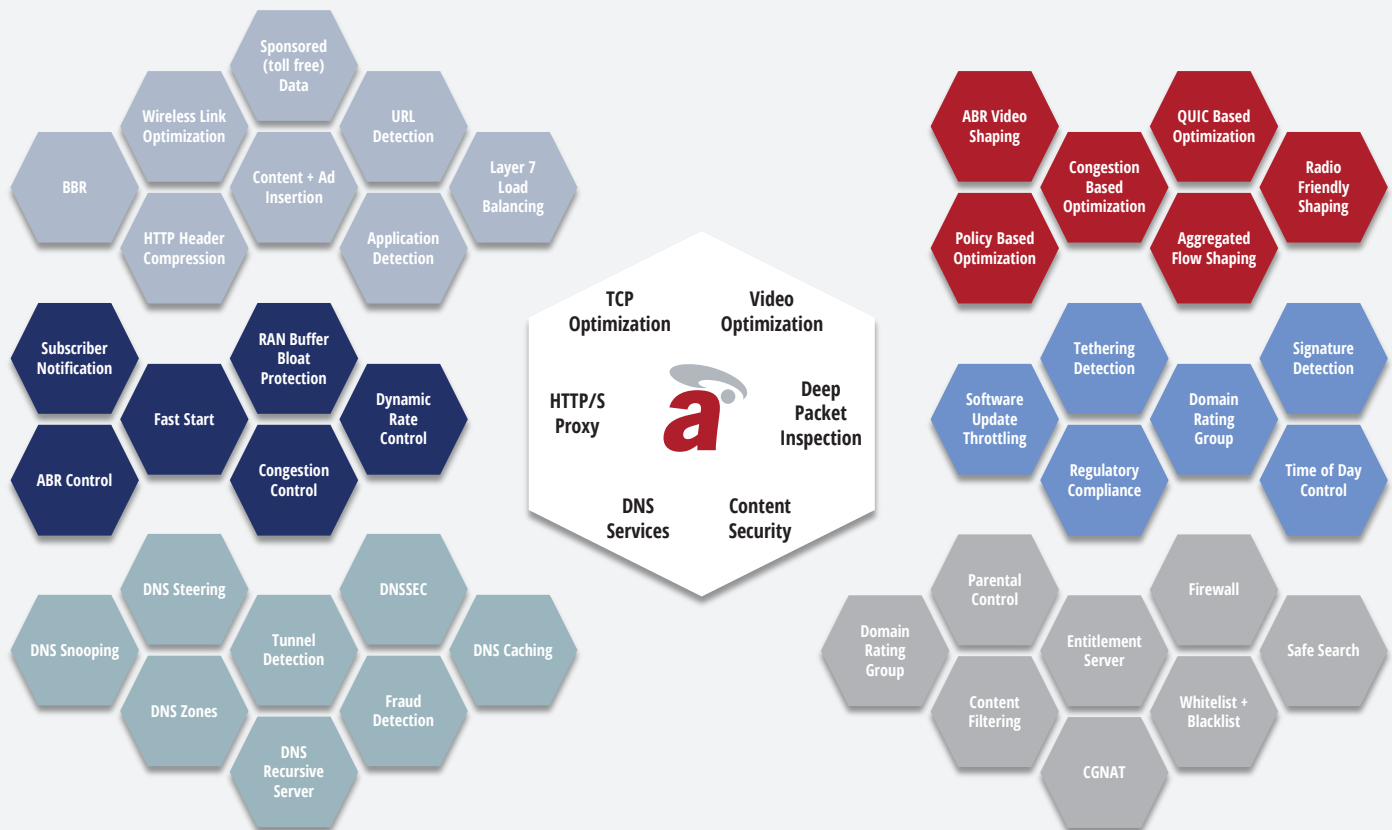 Sponsored
(toll free)
Data
Wireless Link
Optimization
URL
Detection
BBR
Content + Ad
Insertion
Layer 7
Load
Balancing
HTTP Header
Compression
Application
Detection
Subscriber
Notification
RAN Buffer
Bloat
Protection
Fast Start
Dynamic
Rate
Control
ABR Control
Congestion
Control
DNS Steering
DNSSEC
DNS Snooping
Tunnel
Detection
DNS Caching
DNS Zones
Fraud
Detection
DNS
Recursive
Server
TCP
Optimization
Video
Optimization
HTTP/S
Proxy
a
Deep
Packet
Inspection
DNS
Services
Content
Security
ABR Video
Shaping
QUIC Based
Optimization
Congestion
Based
Optimization
Radio
Friendly
Shaping
Policy Based
Optimization
Aggregated
Flow Shaping
Tethering
Detection
Signature
Detection
Software
Update
Throttling
Domain
Rating
Group
Regulatory
Compliance
Time of Day
Control
Parental
Control
Firewall
Domain
Rating
Group
Entitlement
Server
Safe Search
Content
Filtering
Whitelist +
Blacklist
CGNAT